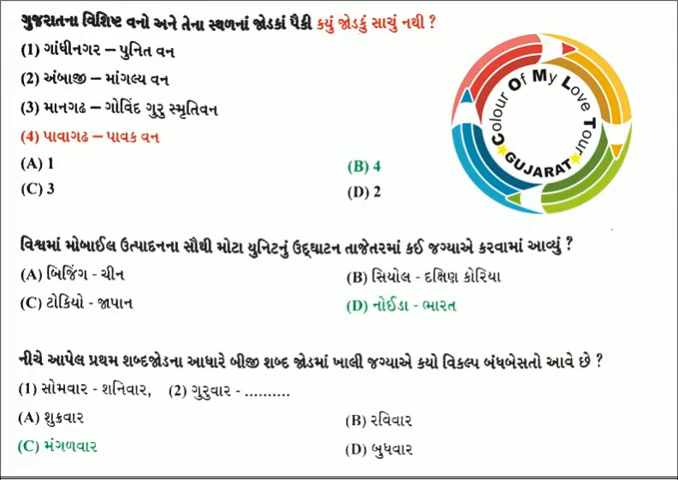 ગુજરાતના વિશિષ્ટ વનો અને તેના સ્થળનાં જોડકાં પૈકી કયું જોડકું સાચું નથી ?
(1) ગાંધીનગર – પુનિત વન
(2) અંબાજી – માંગલ્ય વન
(3) માનગઢ – ગોવિંદ ગુરુ સ્મૃતિવન
(4) પાવાગઢ – પાવક વન
(A) 1 (B) 4
(C) 3 (D) 2
Colour Of My Love Tour
GUJARAT
વિશ્વમાં મોબાઈલ ઉત્પાદનના સૌથી મોટા યુનિટનું ઉદ્ઘાટન તાજેતરમાં કઈ જગ્યાએ કરવામાં આવ્યું ?
(A) બિજિંગ - ચીન (B) સિયોલ - દક્ષિણ કોરિયા
(C) ટોકિયો - જાપાન (D) નોઈડા - ભારત
નીચે આપેલ પ્રથમ શબ્દજોડના આધારે બીજી શબ્દ જોડમાં ખાલી જગ્યાએ કયો વિકલ્પ બંધબેસતો આવે છે ?
(1) સોમવાર - શનિવાર, (2) ગુરુવાર - ..........
(A) શુક્રવાર (B) રવિવાર
(C) મંગળવાર (D) બુધવાર